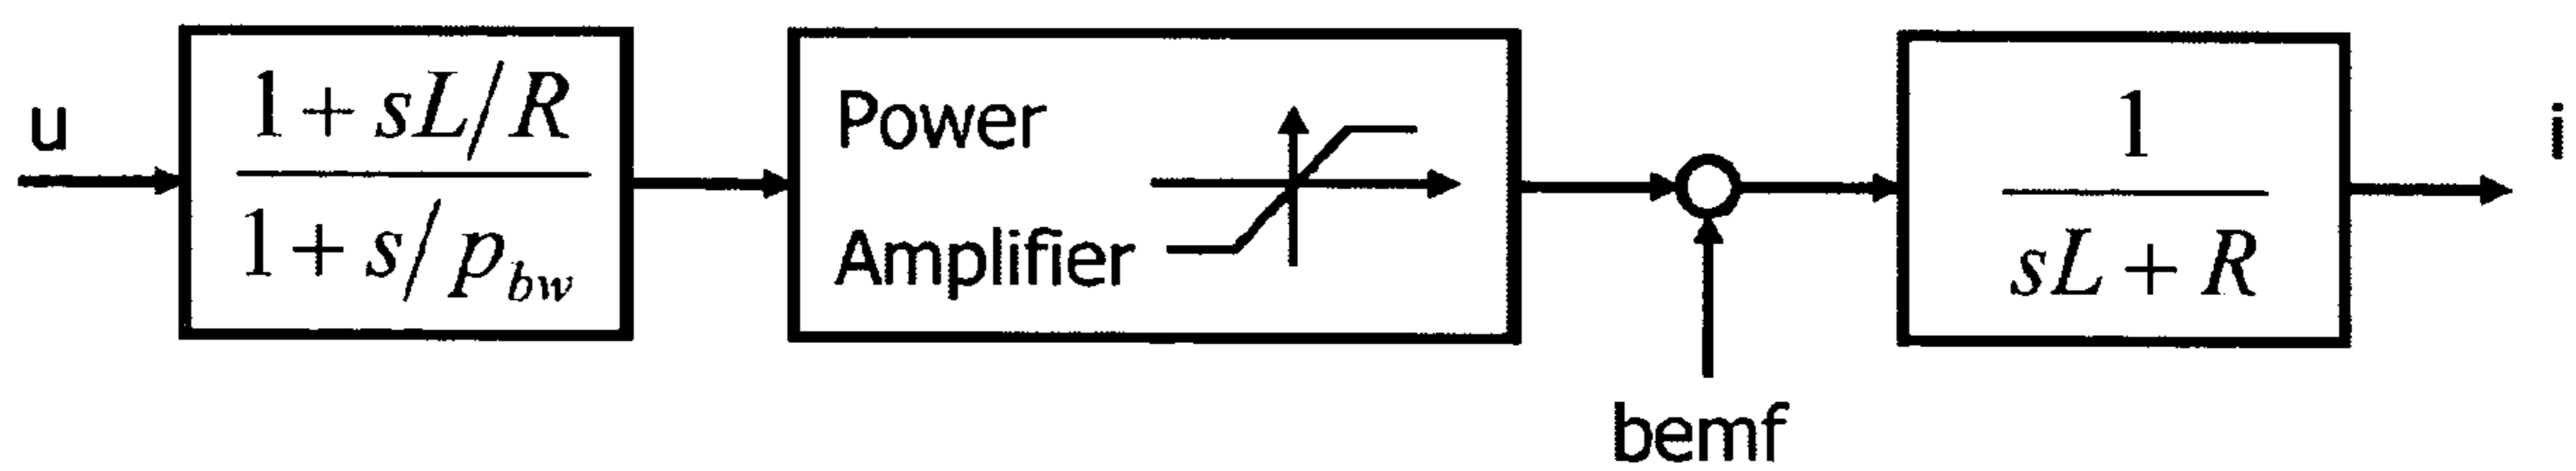 u
1 + sL/R
1 + s/p_bw
Power
Amplifier
bemf
1
sL + R
i